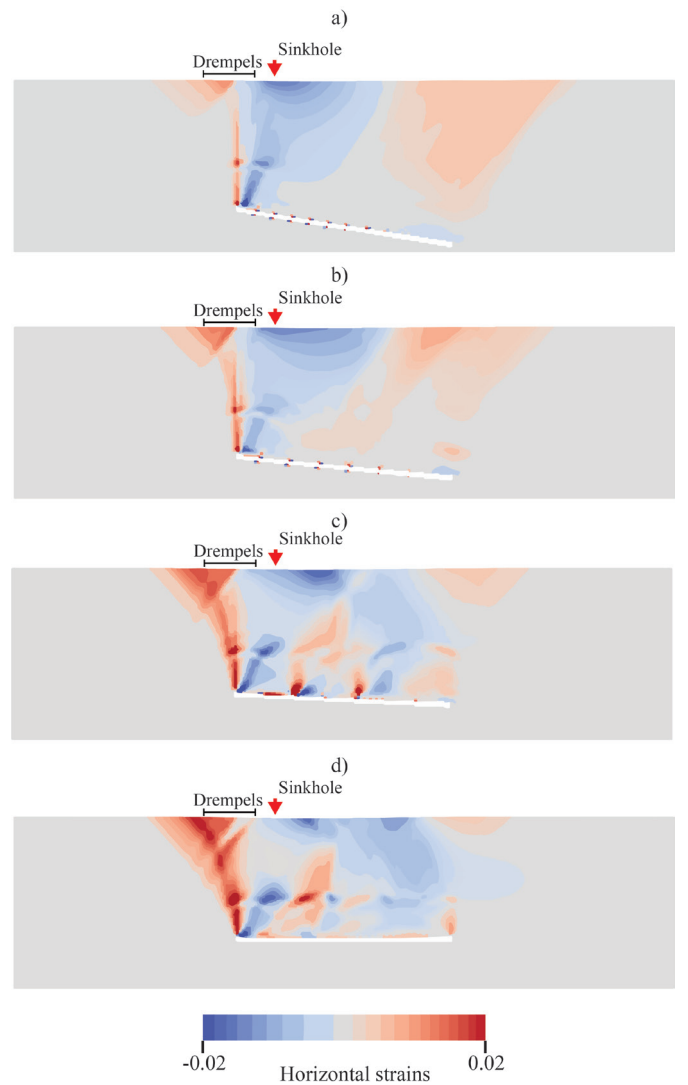 a)
Sinkhole
Drempels
b)
Sinkhole
Drempels
c)
Sinkhole
Drempels
d)
Sinkhole
Drempels
-0.02 0.02
Horizontal strains